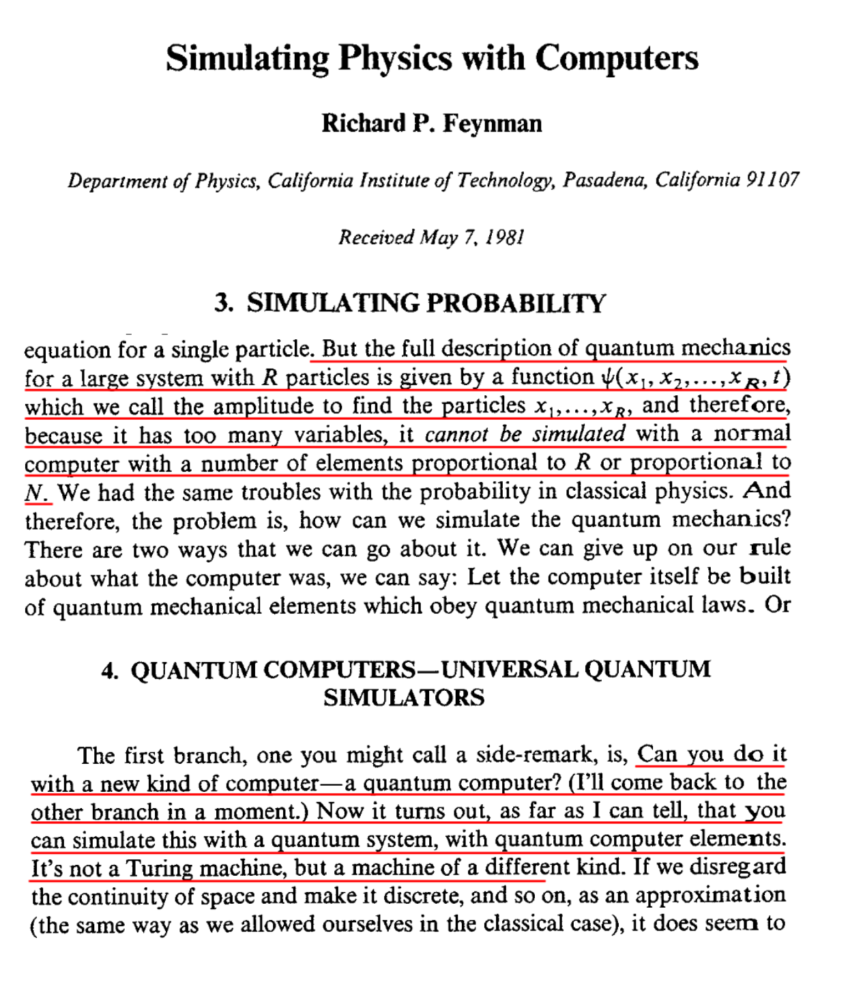 Simulating Physics with Computers
Richard P. Feynman
Department of Physics, California Institute of Technology, Pasadena, California 91107
Received May 7, 1981
3. SIMULATING PROBABILITY
equation for a single particle. But the full description of quantum mechanics
for a large system with R particles is given by a function ψ(x₁, x₂,...,x_R, t)
which we call the amplitude to find the particles x₁,...,x_R, and therefore,
because it has too many variables, it cannot be simulated with a normal
computer with a number of elements proportional to R or proportional to
N. We had the same troubles with the probability in classical physics. And
therefore, the problem is, how can we simulate the quantum mechanics?
There are two ways that we can go about it. We can give up on our rule
about what the computer was, we can say: Let the computer itself be built
of quantum mechanical elements which obey quantum mechanical laws. Or
4. QUANTUM COMPUTERS—UNIVERSAL QUANTUM
SIMULATORS
The first branch, one you might call a side-remark, is, Can you do it
with a new kind of computer—a quantum computer? (I'll come back to the
other branch in a moment.) Now it turns out, as far as I can tell, that you
can simulate this with a quantum system, with quantum computer elements.
It's not a Turing machine, but a machine of a different kind. If we disregard
the continuity of space and make it discrete, and so on, as an approximation
(the same way as we allowed ourselves in the classical case), it does seem to